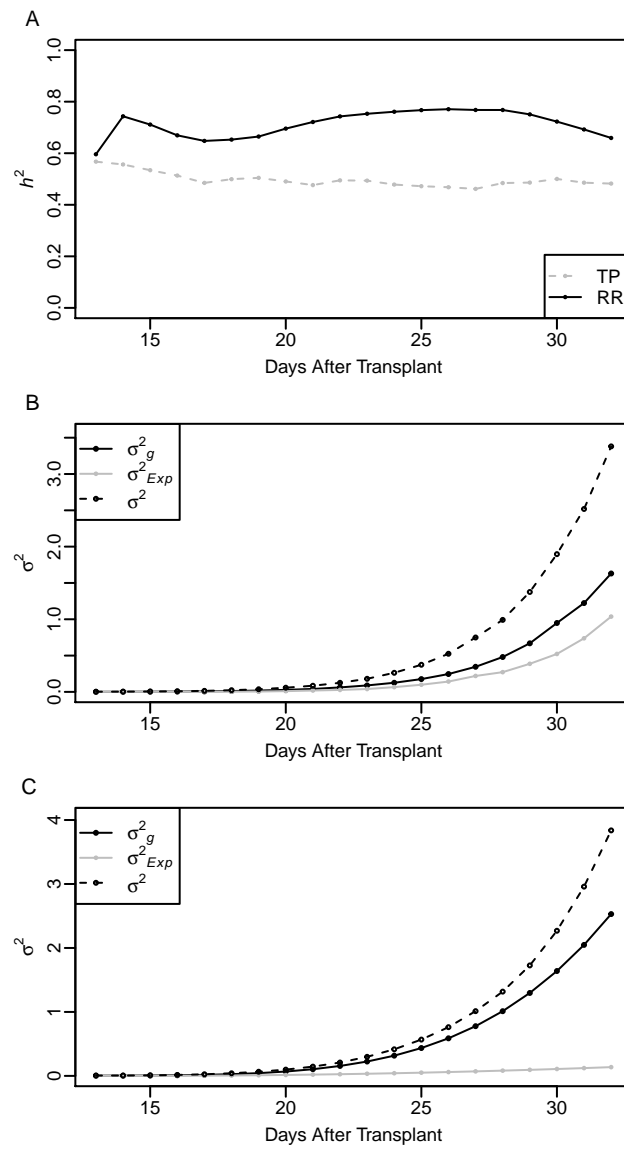 A
1.0
0.8
0.6
0.4
0.2
0.0
h²
TP
RR
15 20 25 30
Days After Transplant
B
σ²g
σ²Exp
σ²
3.0
2.0
1.0
0.0
σ²
15 20 25 30
Days After Transplant
C
σ²g
σ²Exp
σ²
4
3
2
1
0
σ²
15 20 25 30
Days After Transplant